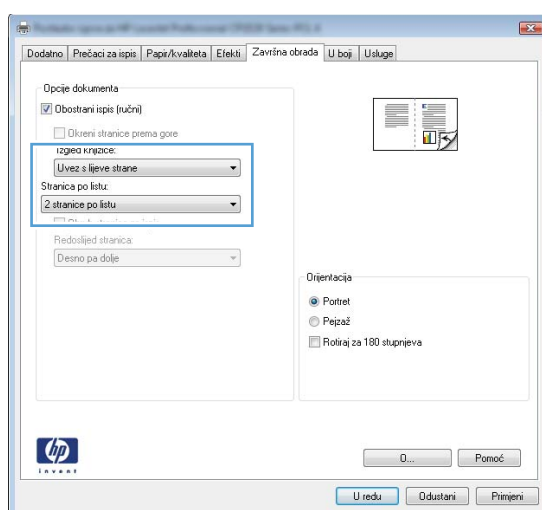 Dodatno Prečaci za ispis Papir/kvaliteta Efekti Završna obrada U boji Usluge
Opcije dokumenta
Obostrani ispis (ručni)
Okreni stranice prema gore
Izgled knjižice:
Uvez s lijeve strane
Stranica po listu:
2 stranice po listu
Redoslijed stranica:
Desno pa dolje
Orijentacija
Portret
Pejzaž
Rotiraj za 180 stupnjeva
hp
invent
O... Pomoć
U redu Odustani Primjeni